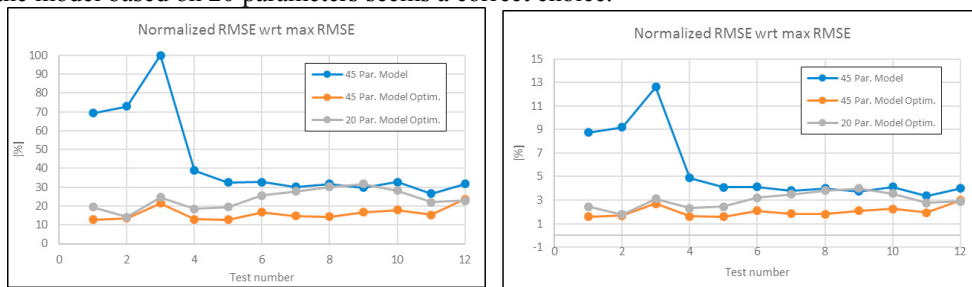 the model based on 20 parameters seems a correct choice.
Normalized RMSE wrt max RMSE
100
90
80
70
60
50
40
30
20
10
0
[%]
45 Par. Model
45 Par. Model Optim.
20 Par. Model Optim.
0 2 4 6 8 10 12
Test number
Normalized RMSE wrt max RMSE
15
13
11
9
7
5
3
1
-1
[%]
45 Par. Model
45 Par. Model Optim.
20 Par. Model Optim.
0 2 4 6 8 10 12
Test number